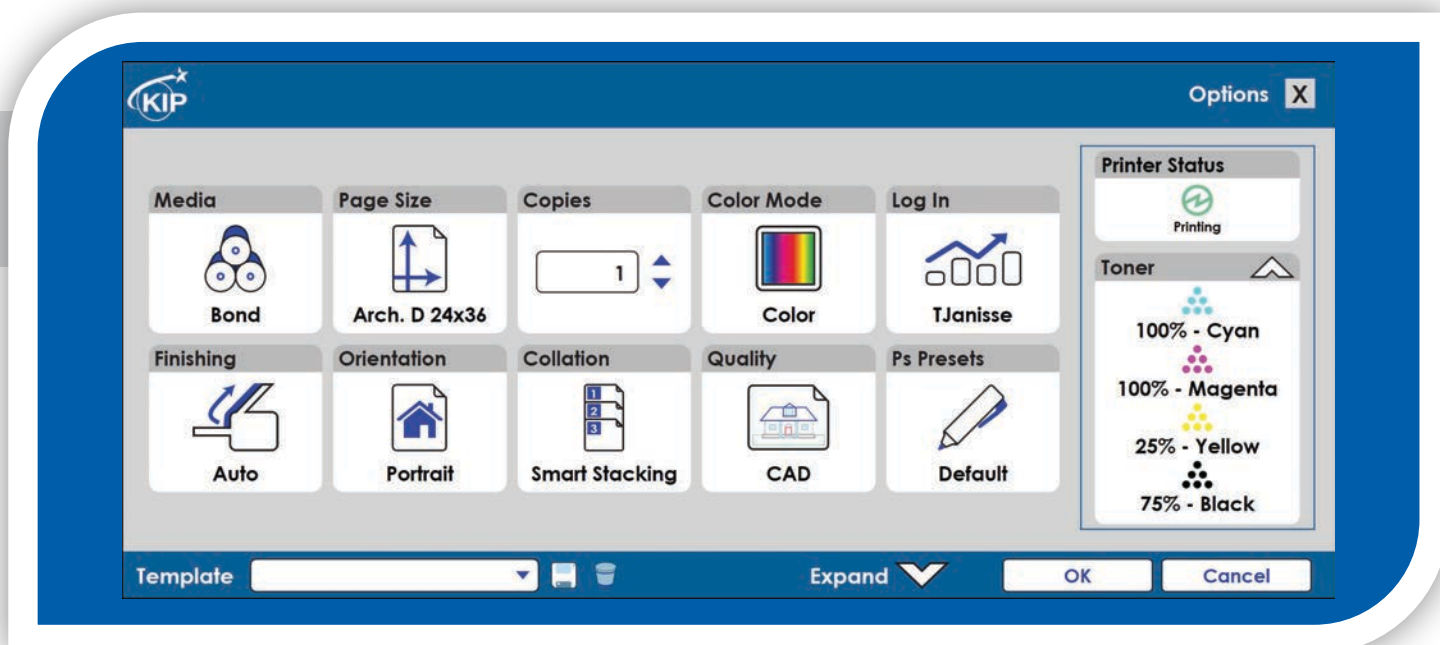 KIP
Options X
Printer Status
Printing
Media
Page Size
Copies
Color Mode
Log In
Bond
Arch. D 24x36
1
Color
TJanisse
Toner
100% - Cyan
100% - Magenta
25% - Yellow
75% - Black
Finishing
Orientation
Collation
Quality
Ps Presets
1
2
3
Auto
Portrait
Smart Stacking
CAD
Default
Template
Expand
OK
Cancel